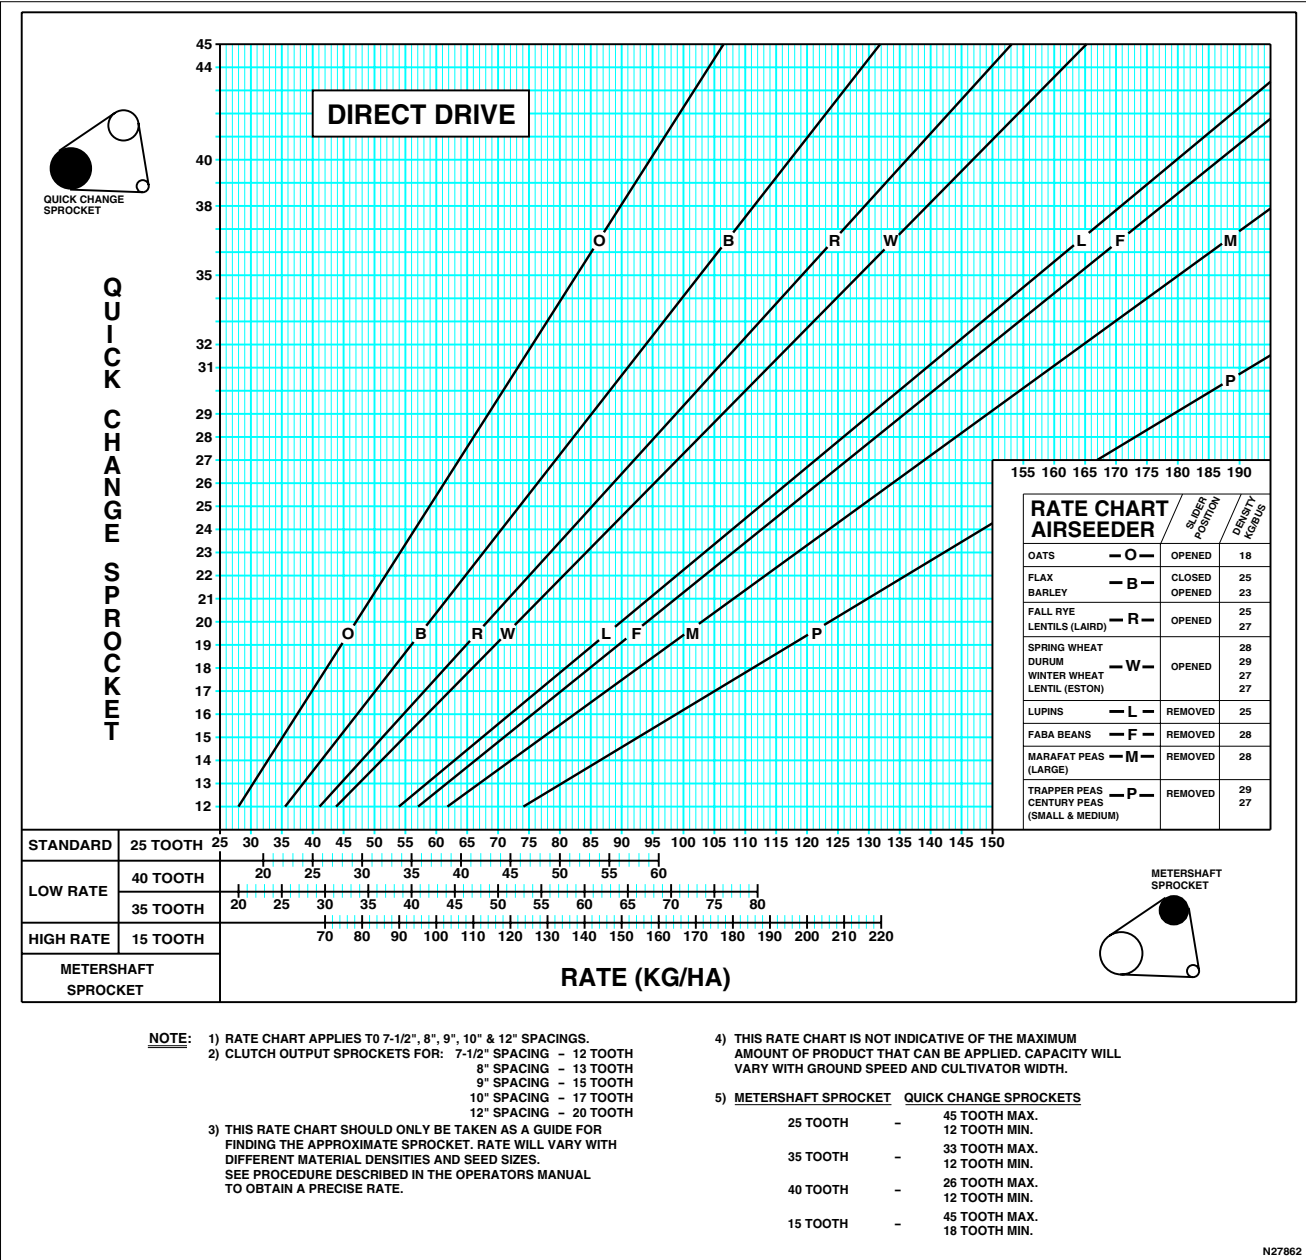 45
44
DIRECT DRIVE
40
QUICK CHANGE
SPROCKET
38
O B R W L F M
35
32
31
P
29
28
27
26
25
24
23
22
21
20
19
O B R W L F M P
18
17
16
15
14
13
12
QUICK CHANGE SPROCKET
155 160 165 170 175 180 185 190
RATE CHART
AIRSEEDER
SLIDER
POSITION
DENSITY
KG/BUS
OATS O OPENED 18
FLAX CLOSED 25
B
BARLEY OPENED 23
FALL RYE 25
R OPENED
LENTILS (LAIRD) 27
SPRING WHEAT 28
DURUM 29
W OPENED
WINTER WHEAT 27
LENTIL (ESTON) 27
LUPINS L REMOVED 25
FABA BEANS F REMOVED 28
MARAFAT PEAS M REMOVED 28
(LARGE)
TRAPPER PEAS 29
P REMOVED
CENTURY PEAS 27
(SMALL & MEDIUM)
STANDARD 25 TOOTH 25 30 35 40 45 50 55 60 65 70 75 80 85 90 95 100 105 110 115 120 125 130 135 140 145 150
LOW RATE
40 TOOTH 20 25 30 35 40 45 50 55 60
35 TOOTH 20 25 30 35 40 45 50 55 60 65 70 75 80
HIGH RATE 15 TOOTH 70 80 90 100 110 120 130 140 150 160 170 180 190 200 210 220
METERSHAFT
SPROCKET
RATE (KG/HA)
METERSHAFT
SPROCKET
NOTE: 1) RATE CHART APPLIES T0 7-1/2", 8", 9", 10" & 12" SPACINGS.
2) CLUTCH OUTPUT SPROCKETS FOR: 7-1/2" SPACING – 12 TOOTH
8" SPACING – 13 TOOTH
9" SPACING – 15 TOOTH
10" SPACING – 17 TOOTH
12" SPACING – 20 TOOTH
3) THIS RATE CHART SHOULD ONLY BE TAKEN AS A GUIDE FOR
FINDING THE APPROXIMATE SPROCKET. RATE WILL VARY WITH
DIFFERENT MATERIAL DENSITIES AND SEED SIZES.
SEE PROCEDURE DESCRIBED IN THE OPERATORS MANUAL
TO OBTAIN A PRECISE RATE.
4) THIS RATE CHART IS NOT INDICATIVE OF THE MAXIMUM
AMOUNT OF PRODUCT THAT CAN BE APPLIED. CAPACITY WILL
VARY WITH GROUND SPEED AND CULTIVATOR WIDTH.
5) METERSHAFT SPROCKET QUICK CHANGE SPROCKETS
25 TOOTH – 45 TOOTH MAX.
12 TOOTH MIN.
35 TOOTH – 33 TOOTH MAX.
12 TOOTH MIN.
40 TOOTH – 26 TOOTH MAX.
12 TOOTH MIN.
15 TOOTH – 45 TOOTH MAX.
18 TOOTH MIN.
N27862